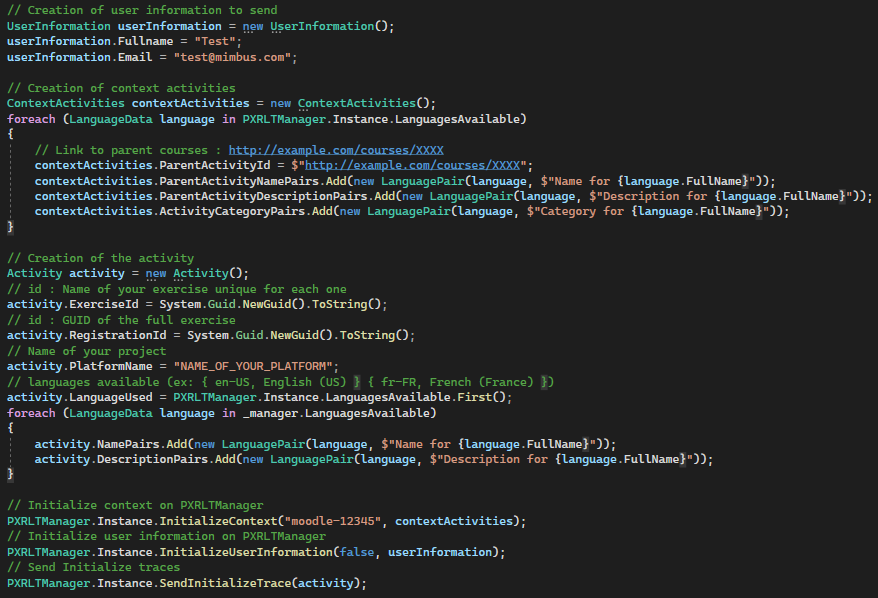 // Creation of user information to send
UserInformation userInformation = new UserInformation();
userInformation.Fullname = "Test";
userInformation.Email = "test@mimbus.com";

// Creation of context activities
ContextActivities contextActivities = new ContextActivities();
foreach (LanguageData language in PXRLTManager.Instance.LanguagesAvailable)
{
    // Link to parent courses : http://example.com/courses/XXXX
    contextActivities.ParentActivityId = $"http://example.com/courses/XXXX";
    contextActivities.ParentActivityNamePairs.Add(new LanguagePair(language, $"Name for {language.FullName}"));
    contextActivities.ParentActivityDescriptionPairs.Add(new LanguagePair(language, $"Description for {language.FullName}"));
    contextActivities.ActivityCategoryPairs.Add(new LanguagePair(language, $"Category for {language.FullName}"));
}

// Creation of the activity
Activity activity = new Activity();
// id : Name of your exercise unique for each one
activity.ExerciseId = System.Guid.NewGuid().ToString();
// id : GUID of the full exercise
activity.RegistrationId = System.Guid.NewGuid().ToString();
// Name of your project
activity.PlatformName = "NAME_OF_YOUR_PLATFORM";
// languages available (ex: { en-US, English (US) } { fr-FR, French (France) })
activity.LanguageUsed = PXRLTManager.Instance.LanguagesAvailable.First();
foreach (LanguageData language in _manager.LanguagesAvailable)
{
    activity.NamePairs.Add(new LanguagePair(language, $"Name for {language.FullName}"));
    activity.DescriptionPairs.Add(new LanguagePair(language, $"Description for {language.FullName}"));
}

// Initialize context on PXRLTManager
PXRLTManager.Instance.InitializeContext("moodle-12345", contextActivities);
// Initialize user information on PXRLTManager
PXRLTManager.Instance.InitializeUserInformation(false, userInformation);
// Send Initialize traces
PXRLTManager.Instance.SendInitializeTrace(activity);